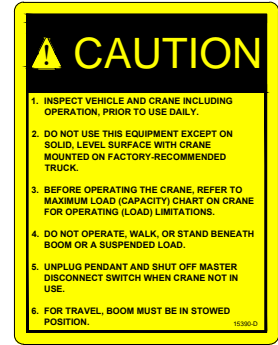 CAUTION
1. INSPECT VEHICLE AND CRANE INCLUDING
OPERATION, PRIOR TO USE DAILY.
2. DO NOT USE THIS EQUIPMENT EXCEPT ON
SOLID, LEVEL SURFACE WITH CRANE
MOUNTED ON FACTORY-RECOMMENDED
TRUCK.
3. BEFORE OPERATING THE CRANE, REFER TO
MAXIMUM LOAD (CAPACITY) CHART ON CRANE
FOR OPERATING (LOAD) LIMITATIONS.
4. DO NOT OPERATE, WALK, OR STAND BENEATH
BOOM OR A SUSPENDED LOAD.
5. UNPLUG PENDANT AND SHUT OFF MASTER
DISCONNECT SWITCH WHEN CRANE NOT IN
USE.
6. FOR TRAVEL, BOOM MUST BE IN STOWED
POSITION. 15390-D